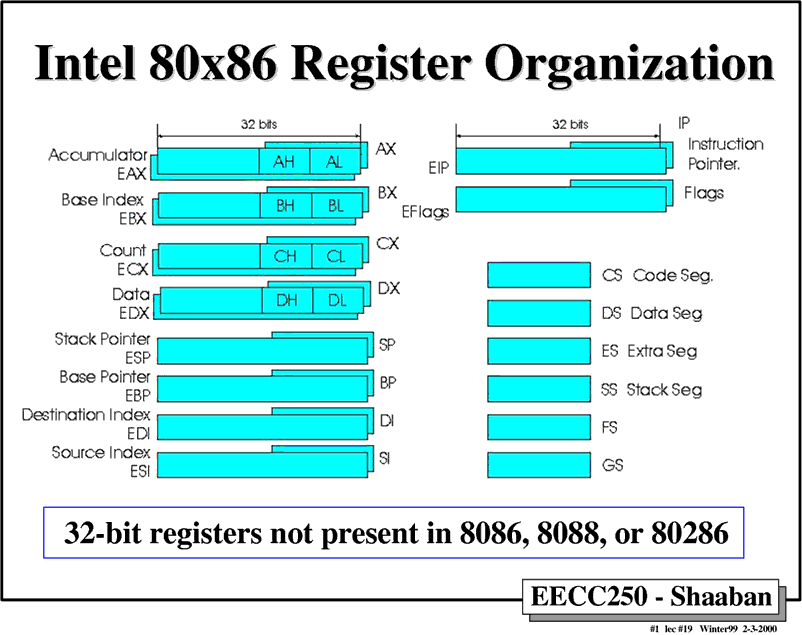 Intel 80x86 Register Organization
32 bits
Accumulator
EAX
AH AL
AX
Base Index
EBX
BH BL
BX
Count
ECX
CH CL
CX
Data
EDX
DH DL
DX
Stack Pointer
ESP
SP
Base Pointer
EBP
BP
Destination Index
EDI
DI
Source Index
ESI
SI
32 bits
IP
Instruction
Pointer.
EIP
Flags
EFlags
CS Code Seg.
DS Data Seg
ES Extra Seg
SS Stack Seg
FS
GS
32-bit registers not present in 8086, 8088, or 80286
EECC250 - Shaaban
#1 lec #19 Winter99 2-3-2000